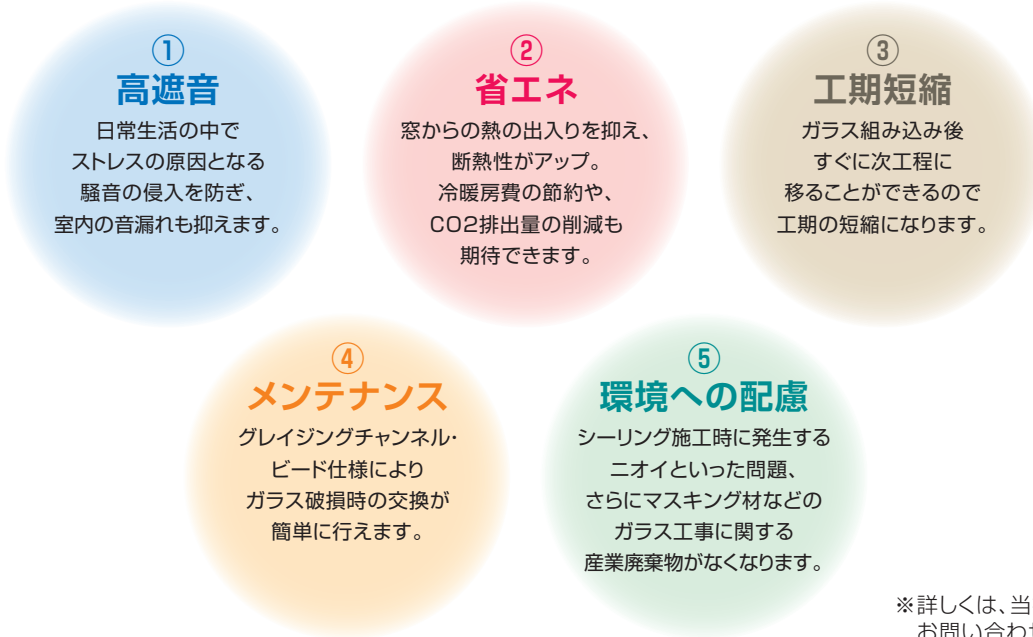 ①
高遮音
日常生活の中で
ストレスの原因となる
騒音の侵入を防ぎ、
室内の音漏れも抑えます。
②
省エネ
窓からの熱の出入りを抑え、
断熱性がアップ。
冷暖房費の節約や、
CO2排出量の削減も
期待できます。
③
工期短縮
ガラス組み込み後
すぐに次工程に
移ることができるので
工期の短縮になります。
④
メンテナンス
グレイジングチャンネル・
ビード仕様により
ガラス破損時の交換が
簡単に行えます。
⑤
環境への配慮
シーリング施工時に発生する
ニオイといった問題、
さらにマスキング材などの
ガラス工事に関する
産業廃棄物がなくなります。
※詳しくは、当
お問い合わ